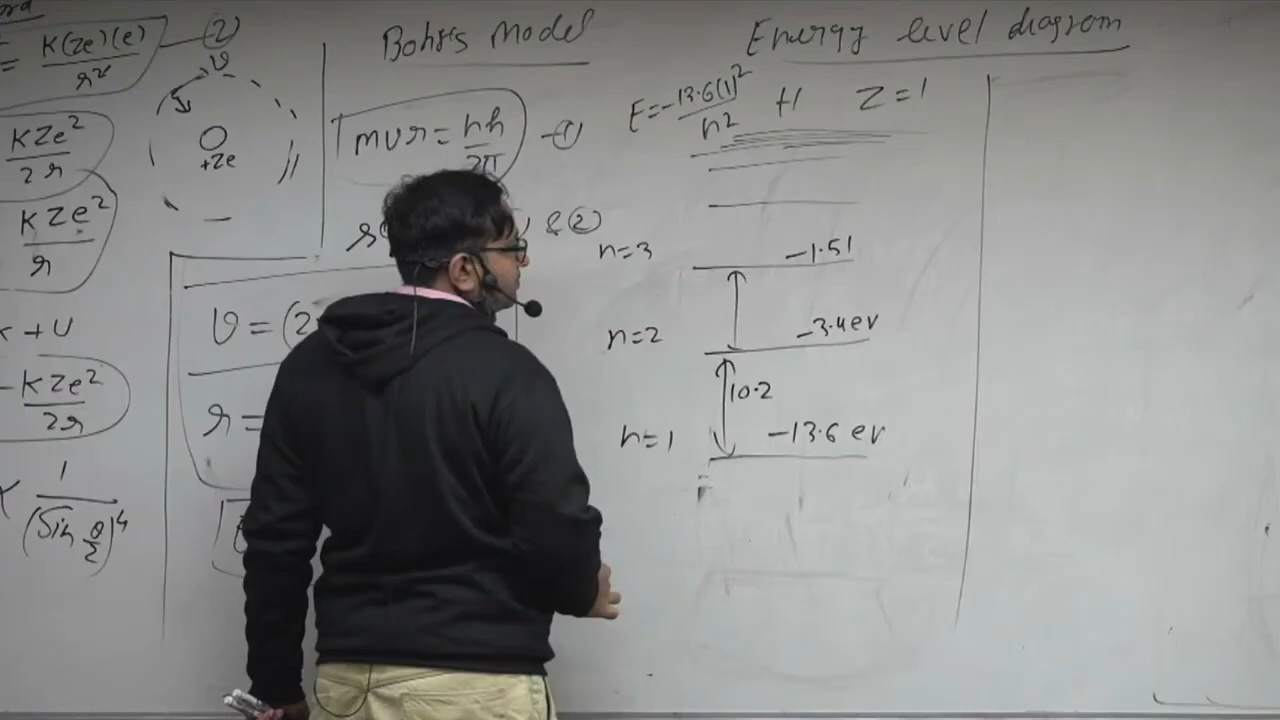 = K(Ze)(e) / r² — ②
KZe² / 2r
KZe² / r
K + U
- KZe² / 2r
1 / (Sin θ/2)⁴
v
+Ze
Bohr's Model
mvr = nh / 2π — ①
& ②
v = (2
r =
Energy level diagram
E = -13.6(1)² / n² H Z = 1
n=3 -1.51
n=2 -3.4ev
10.2
n=1 -13.6 ev